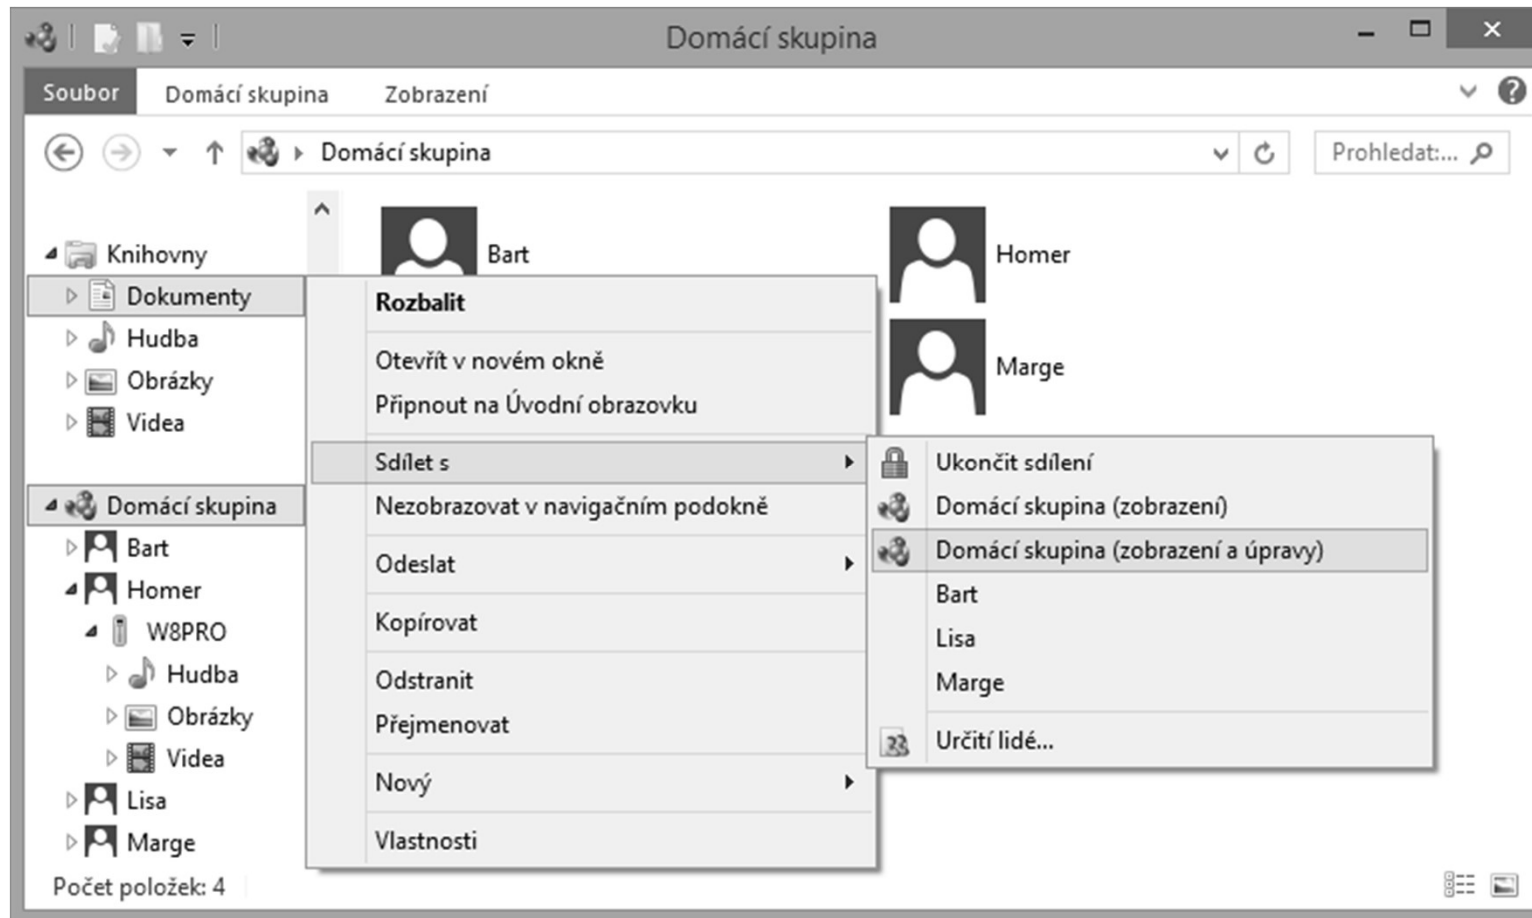 Domácí skupina
Soubor Domácí skupina Zobrazení
Domácí skupina Prohledat:...
Knihovny
Dokumenty
Hudba
Obrázky
Videa
Domácí skupina
Bart
Homer
W8PRO
Hudba
Obrázky
Videa
Lisa
Marge
Bart
Homer
Marge
Rozbalit
Otevřít v novém okně
Připnout na Úvodní obrazovku
Sdílet s
Nezobrazovat v navigačním podokně
Odeslat
Kopírovat
Odstranit
Přejmenovat
Nový
Vlastnosti
Ukončit sdílení
Domácí skupina (zobrazení)
Domácí skupina (zobrazení a úpravy)
Bart
Lisa
Marge
Určití lidé...
Počet položek: 4